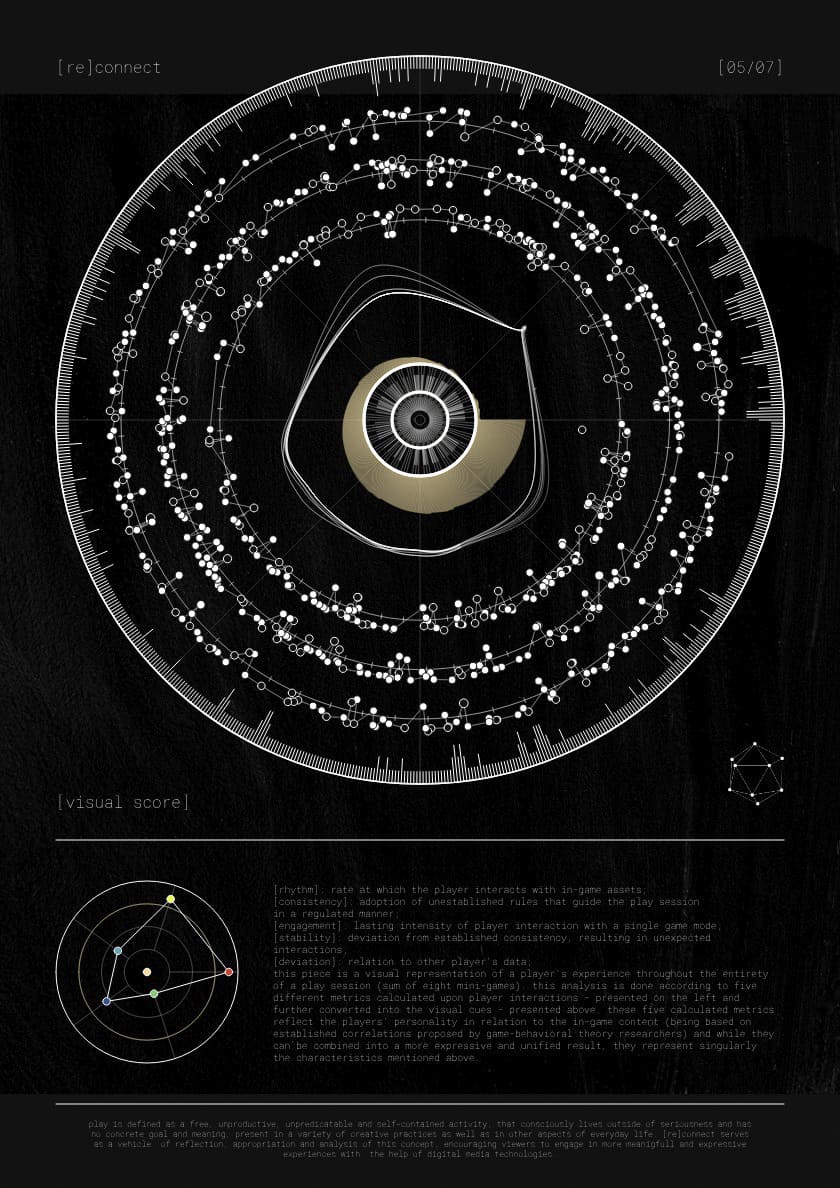 [re]connect
[05/07]
[visual score]
[rhythm]: rate at which the player interacts with in-game assets;
[consistency]: adoption of unestablished rules that guide the play session
in a regulated manner;
[engagement]: lasting intensity of player interaction with a single game mode;
[stability]: deviation from established consistency, resulting in unexpected
interactions;
[deviation]: relation to other player's data;
this piece is a visual representation of a player's experience throughout the entirety
of a play session (sum of eight mini-games). this analysis is done according to five
different metrics calculated upon player interactions - presented on the left and
further converted into the visual cues - presented above. these five calculated metrics
reflect the players' personality in relation to the in-game content (being based on
established correlations proposed by game-behavioral theory researchers) and while they
can be combined into a more expressive and unified result, they represent singularly
the characteristics mentioned above.
play is defined as a free, unproductive, unpredicatable and self-contained activity, that consciously lives outside of seriousness and has
no concrete goal and meaning, present in a variety of creative practices as well as in other aspects of everyday life. [re]connect serves
as a vehicle of reflection, appropriation and analysis of this concept, encouraging viewers to engage in more meanigfull and expressive
experiences with the help of digital media technologies.